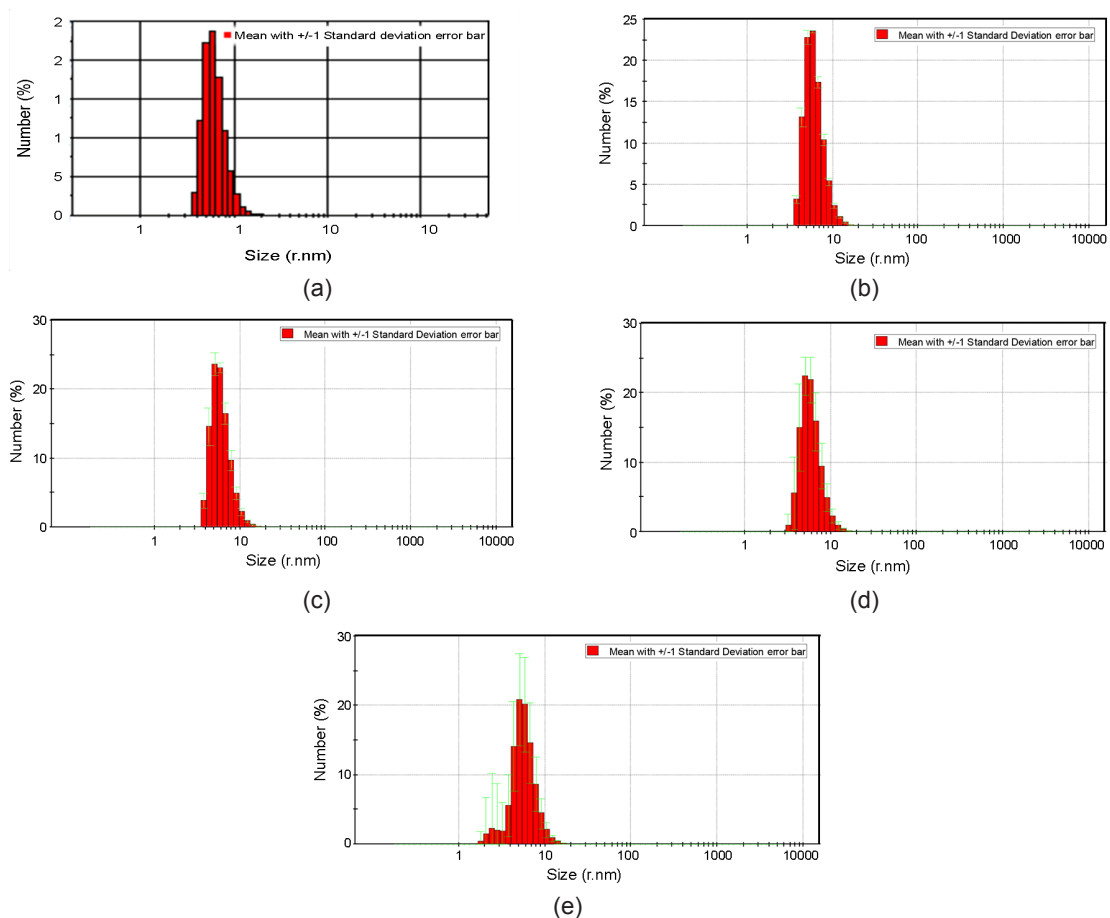 Mean with +/-1 Standard deviation error bar
Number (%)
2
2
1
1
5
0
1
1
10
10
Size (r.nm)
(a)
Mean with +/-1 Standard Deviation error bar
Number (%)
25
20
15
10
5
0
1
10
100
1000
10000
Size (r.nm)
(b)
Mean with +/-1 Standard Deviation error bar
Number (%)
30
20
10
0
1
10
100
1000
10000
Size (r.nm)
(c)
Mean with +/-1 Standard Deviation error bar
Number (%)
30
20
10
0
1
10
100
1000
10000
Size (r.nm)
(d)
Mean with +/-1 Standard Deviation error bar
Number (%)
30
20
10
0
1
10
100
1000
10000
Size (r.nm)
(e)